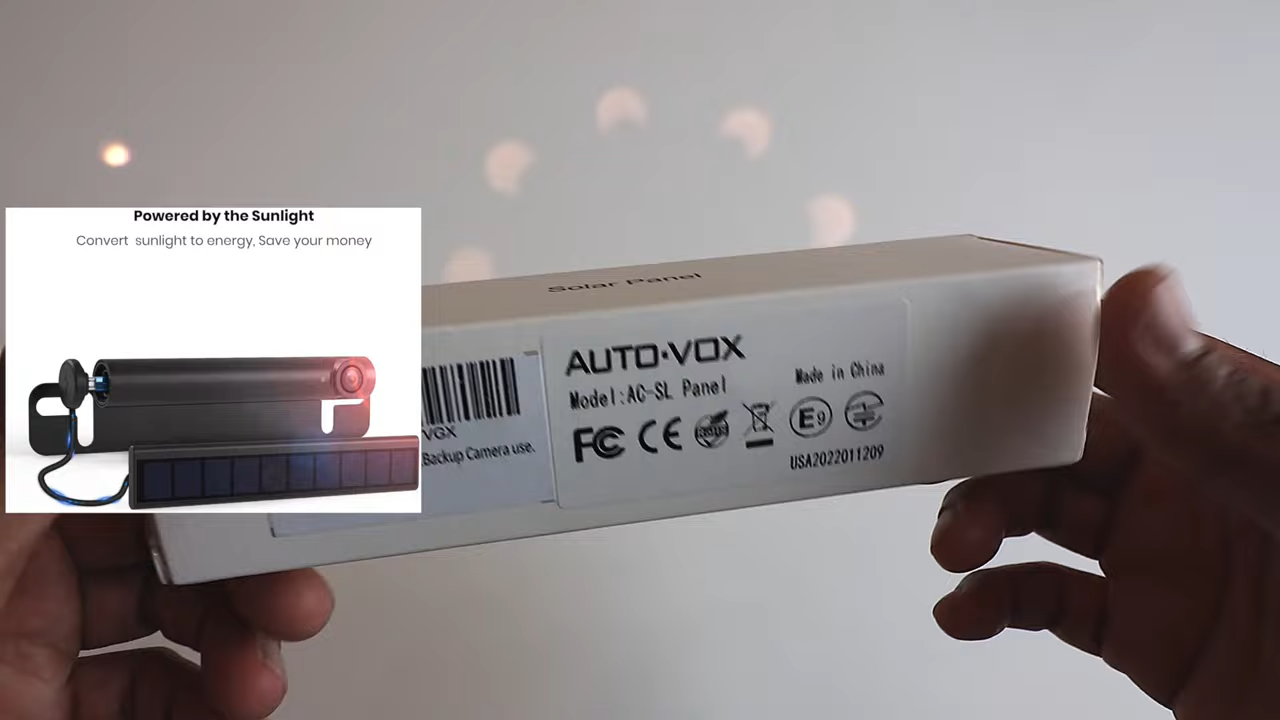 Powered by the Sunlight
Convert sunlight to energy, Save your money
Solar Panel
AUTO·VOX
Model:AC-SL Panel
Made in China
FC CE RoHS E9
USA2022011209
VGX
Backup Camera use.